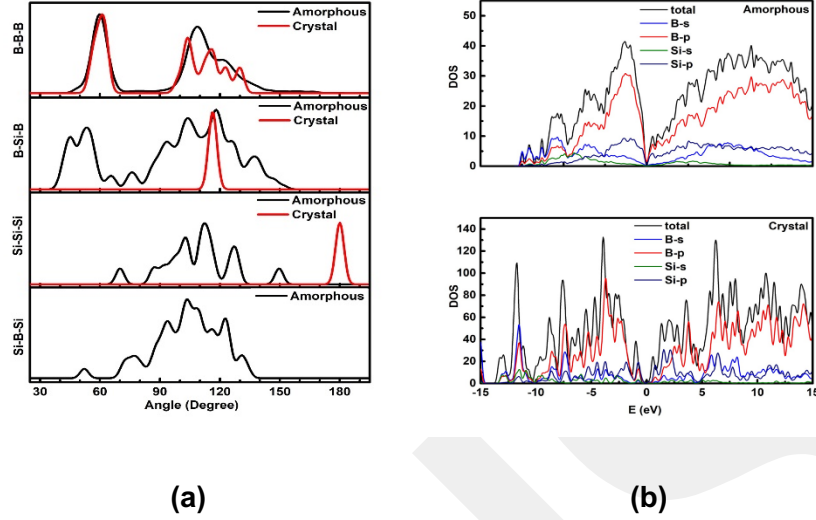 B-B-B
Amorphous
Crystal
B-Si-B
Amorphous
Crystal
Si-Si-Si
Amorphous
Crystal
Si-B-Si
Amorphous
30 60 90 120 150 180
Angle (Degree)
(a)
DOS
50
40
30
20
10
0
total
B-s
B-p
Si-s
Si-p
Amorphous
DOS
140
120
100
80
60
40
20
0
total
B-s
B-p
Si-s
Si-p
Crystal
-15 -10 -5 0 5 10 15
E (eV)
(b)